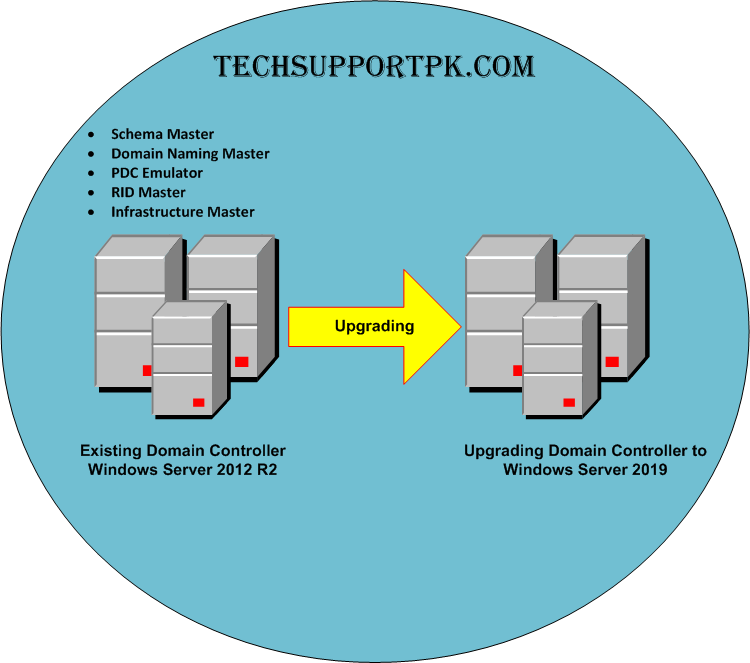 TECHSUPPORTPK.COM
• Schema Master
• Domain Naming Master
• PDC Emulator
• RID Master
• Infrastructure Master
Upgrading
Existing Domain Controller
Windows Server 2012 R2
Upgrading Domain Controller to
Windows Server 2019